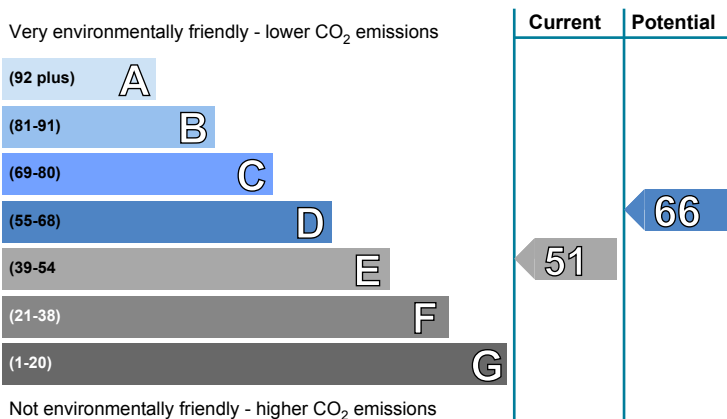 Very environmentally friendly - lower CO2 emissions
Current
Potential
(92 plus) A
(81-91) B
(69-80) C
(55-68) D
66
(39-54 E
51
(21-38) F
(1-20) G
Not environmentally friendly - higher CO2 emissions